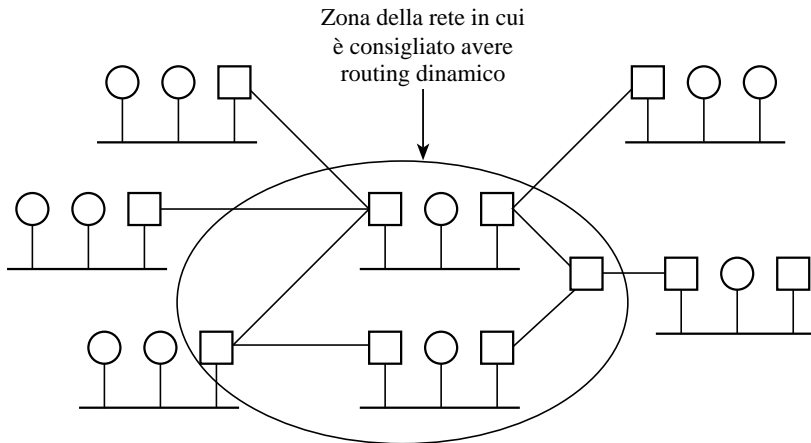 Zona della rete in cui
è consigliato avere
routing dinamico